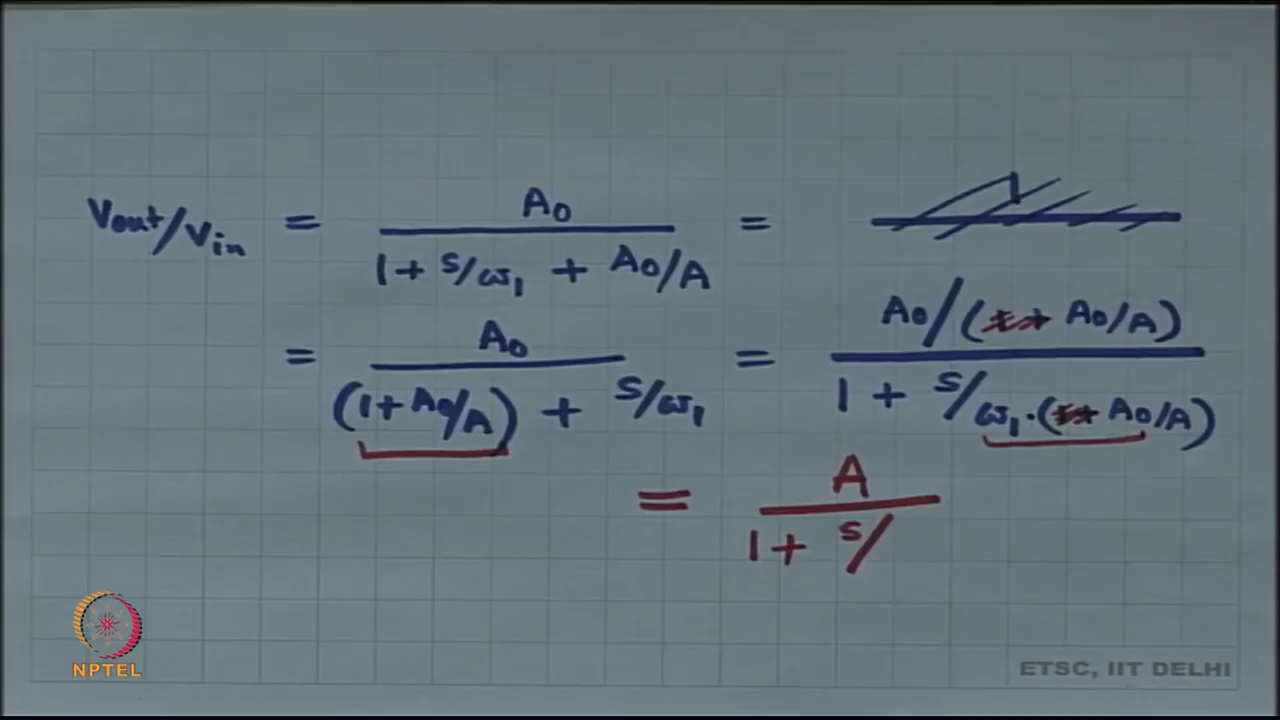 Vout/Vin = A0 / (1 + s/ω1 + A0/A) =
= A0 / ((1 + A0/A) + s/ω1) = A0/(A0/A) / (1 + s/ω1·(A0/A))
= A / (1 + s/
NPTEL
ETSC, IIT DELHI